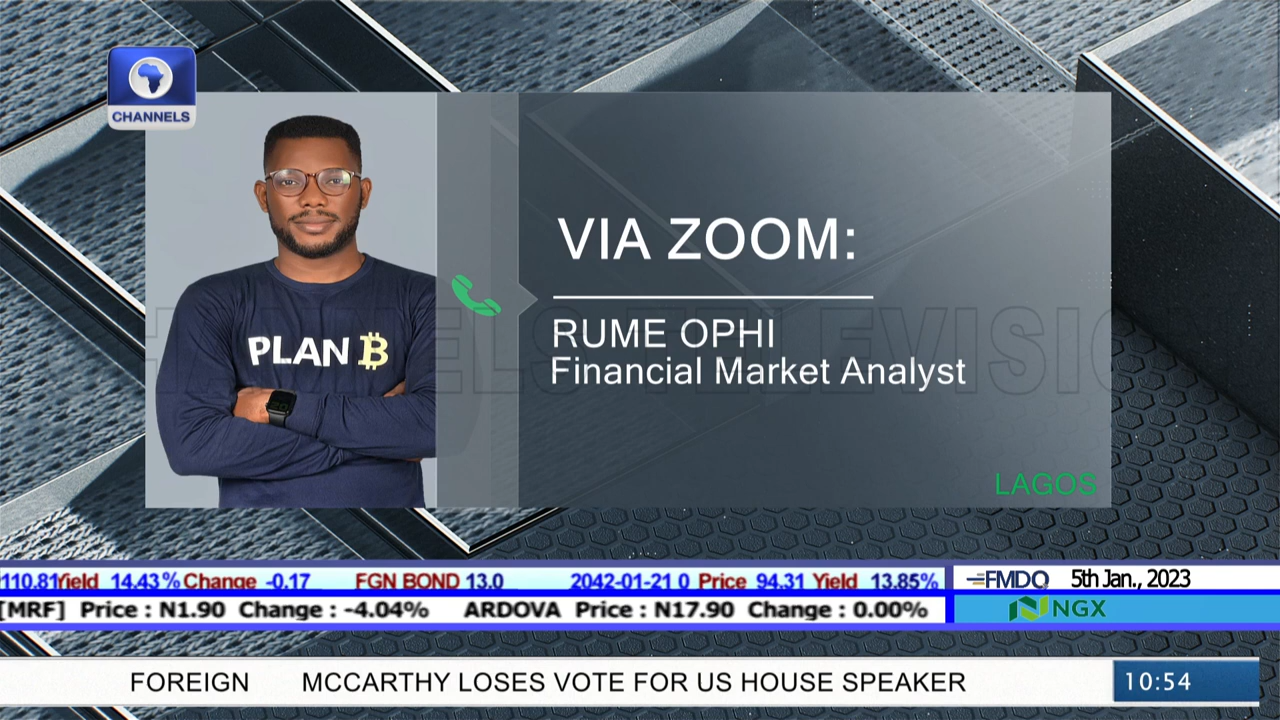 CHANNELS
PLAN ₿
VIA ZOOM:
RUME OPHI
Financial Market Analyst
CHANNELS TELEVISION
LAGOS
110.81Yield 14.43% Change -0.17 FGN BOND 13.0 2042-01-21 0 Price 94.31 Yield 13.85%
FMDQ 5th Jan., 2023
[MRF] Price : N1.90 Change : -4.04% ARDOVA Price : N17.90 Change : 0.00%
NGX
FOREIGN MCCARTHY LOSES VOTE FOR US HOUSE SPEAKER
10:54